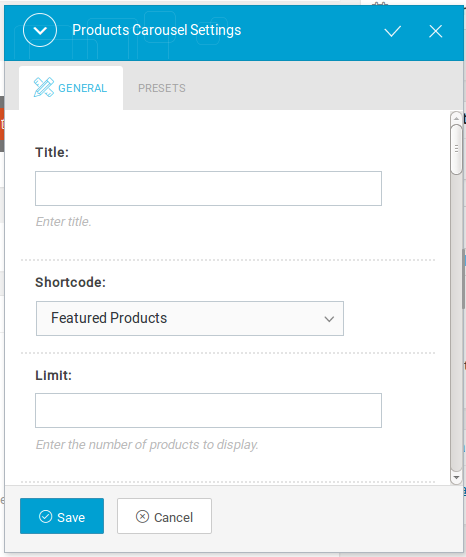 Products Carousel Settings
GENERAL
PRESETS
Title:
Enter title.
Shortcode:
Featured Products
Limit:
Enter the number of products to display.
Save
Cancel